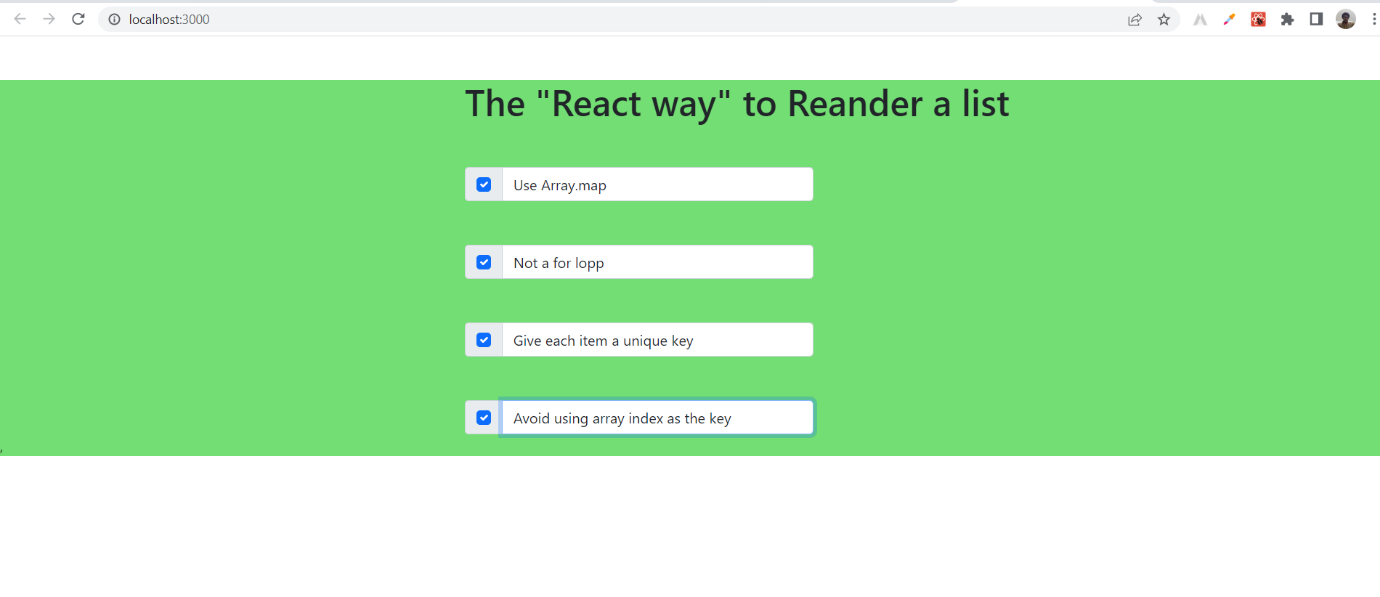 localhost:3000
The "React way" to Reander a list
Use Array.map
Not a for lopp
Give each item a unique key
Avoid using array index as the key
,